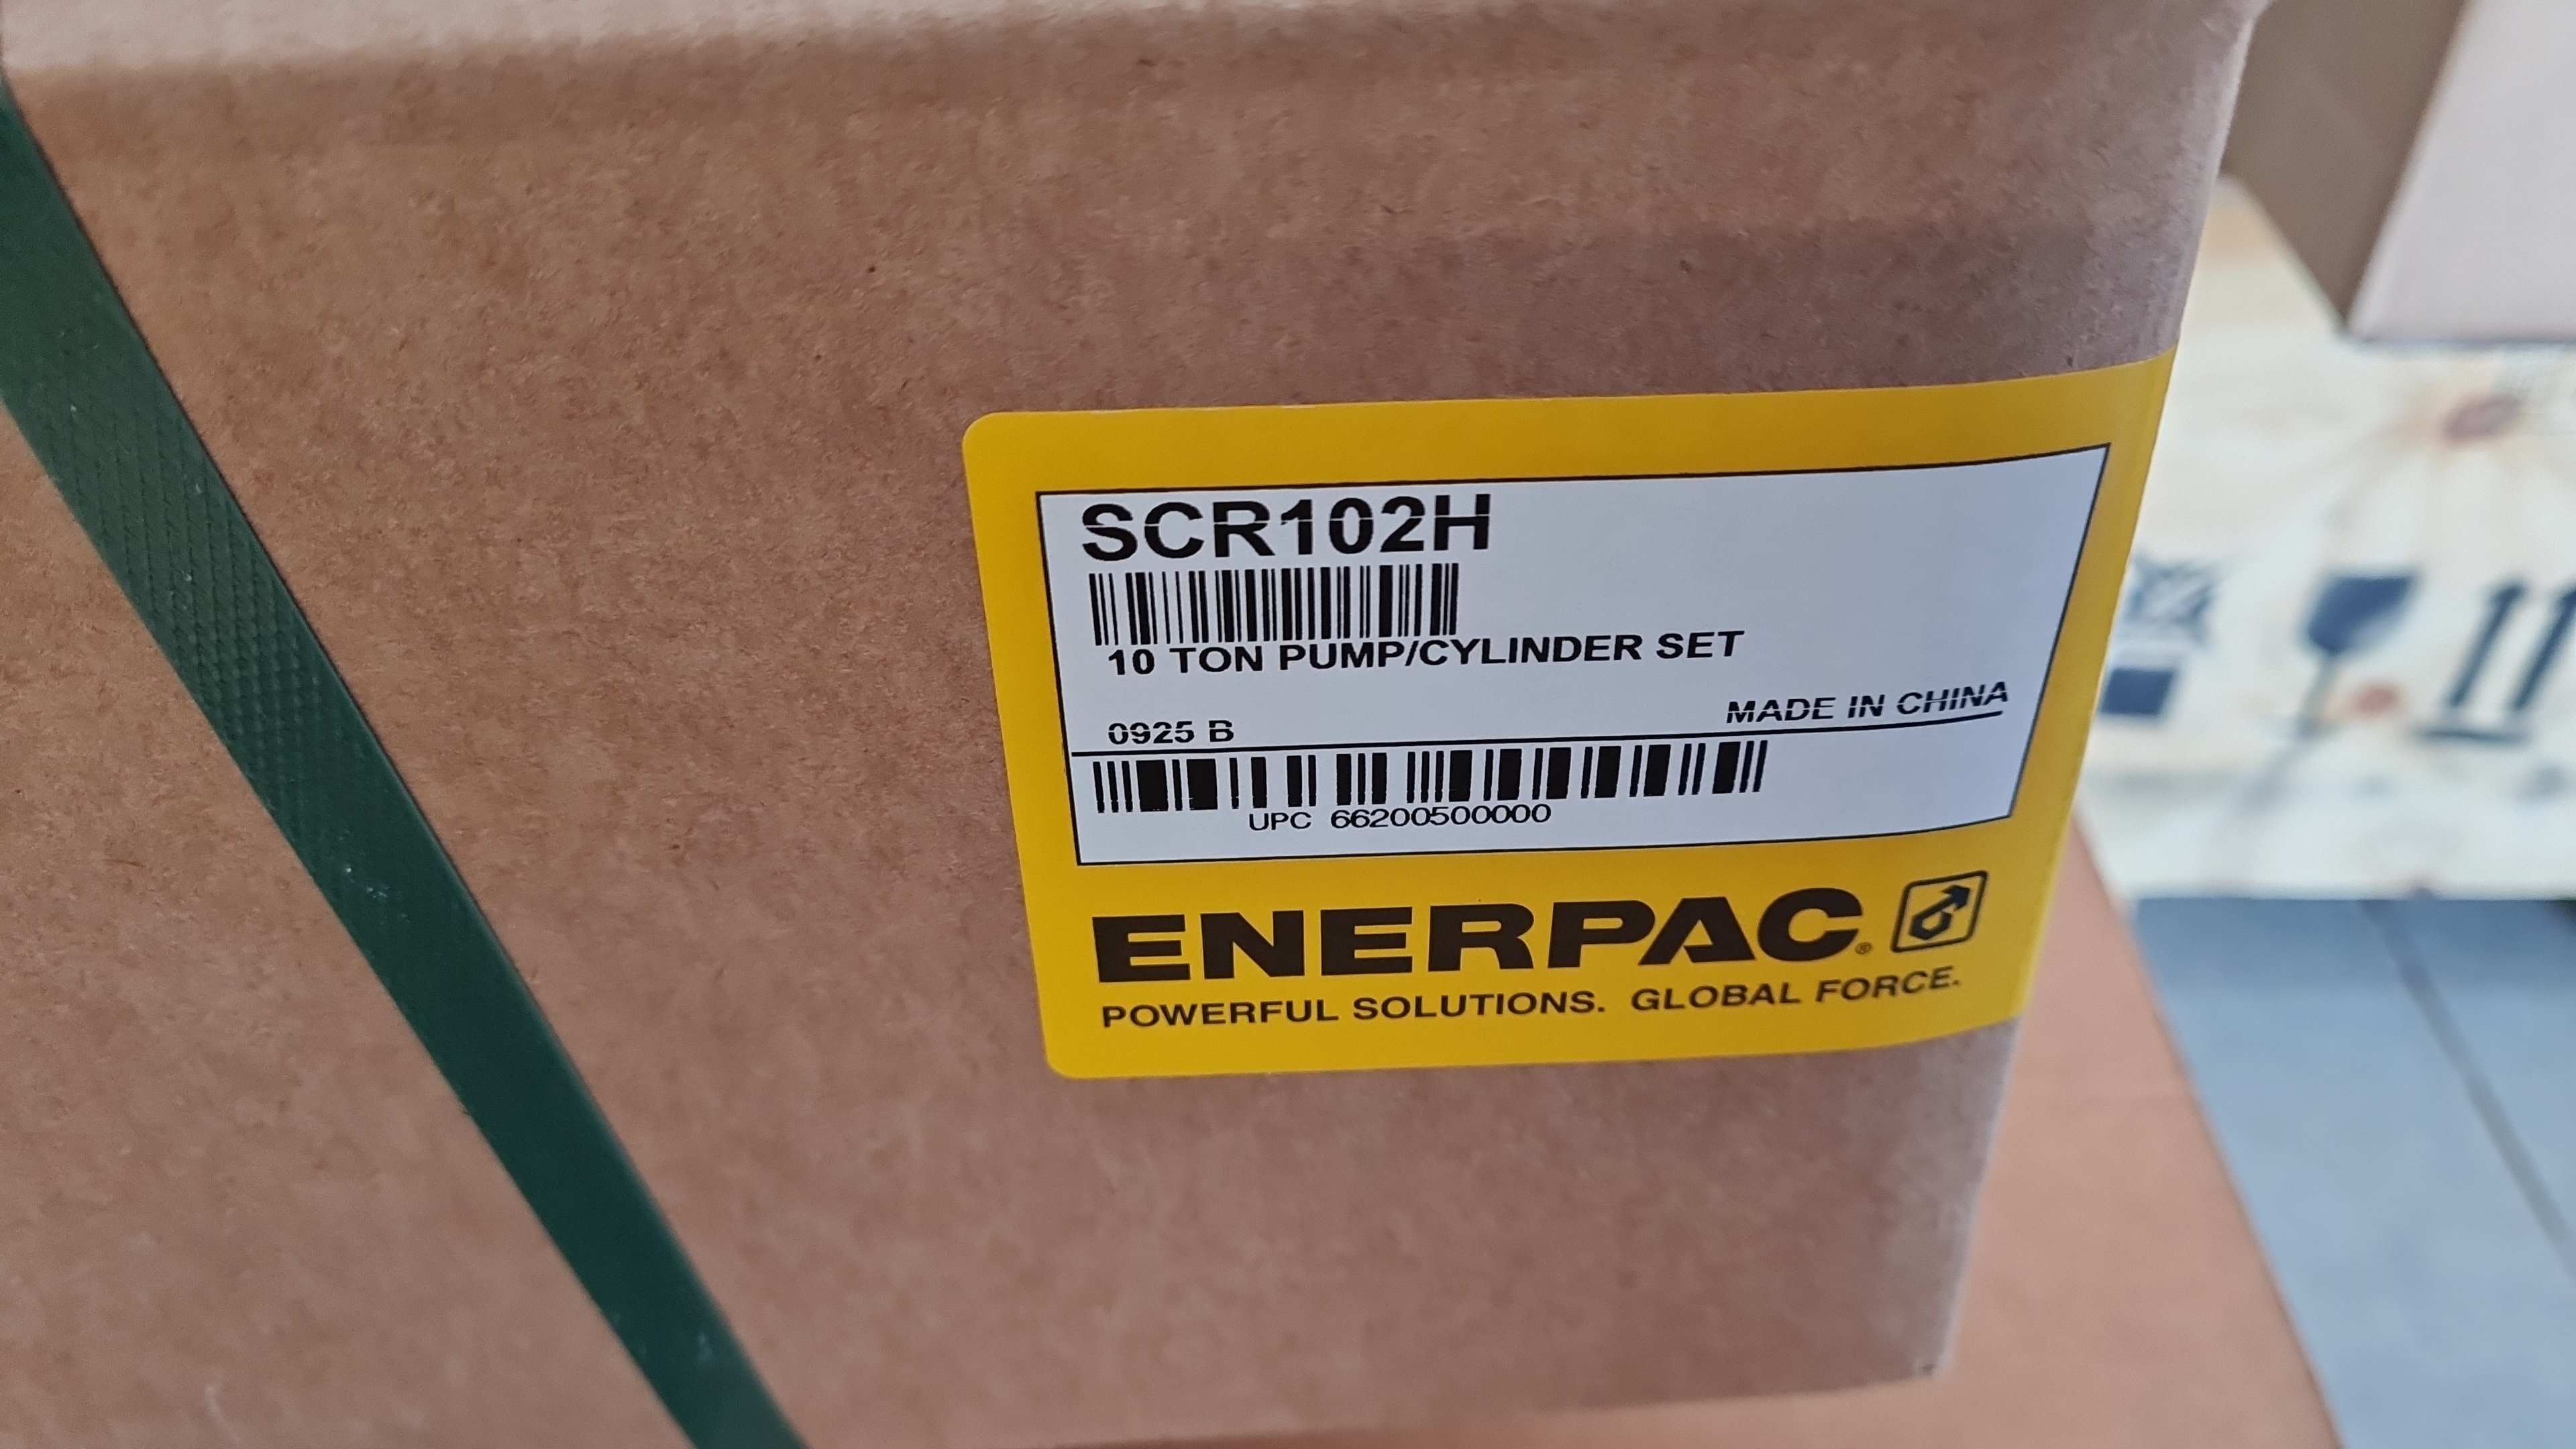 SCR102H
10 TON PUMP/CYLINDER SET
0925 B
MADE IN CHINA
UPC 66200500000
ENERPAC®
POWERFUL SOLUTIONS. GLOBAL FORCE.